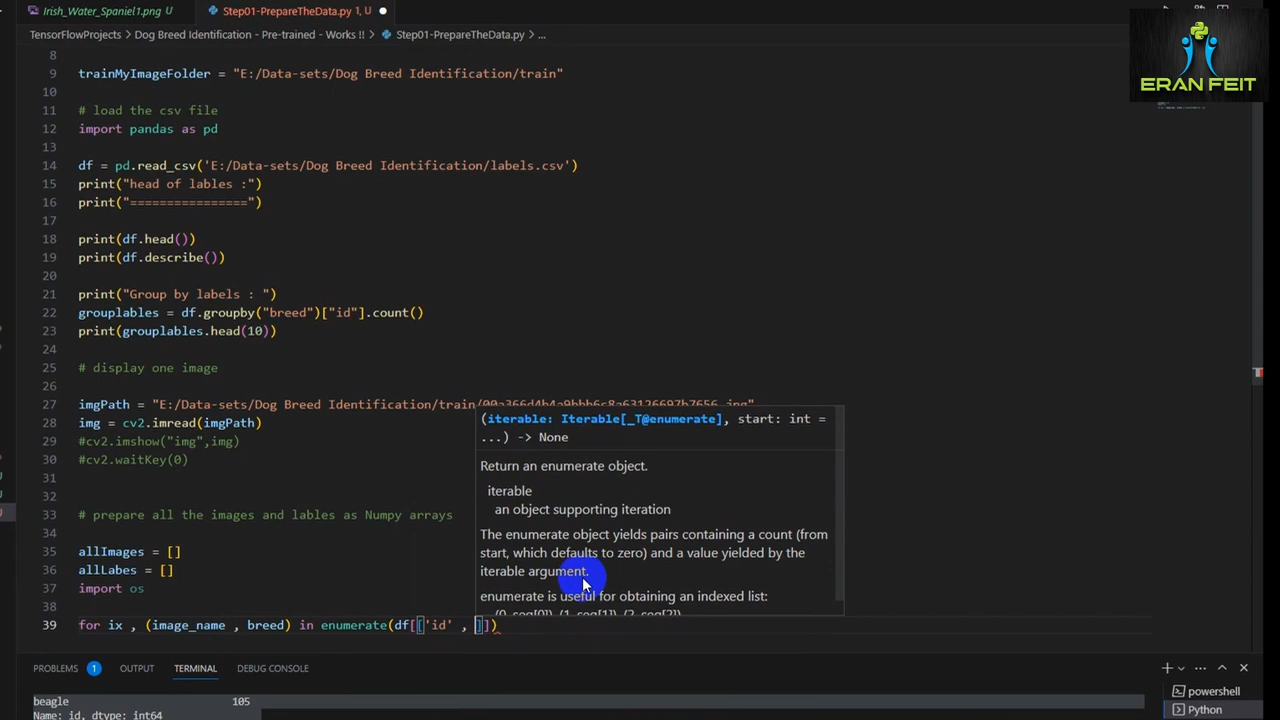 Irish_Water_Spaniel1.png U
Step01-PrepareTheData.py 1, U
TensorFlowProjects > Dog Breed Identification - Pre-trained - Works !! > Step01-PrepareTheData.py > ...
ERAN FEIT
8
9 trainMyImageFolder = "E:/Data-sets/Dog Breed Identification/train"
10
11 # load the csv file
12 import pandas as pd
13
14 df = pd.read_csv('E:/Data-sets/Dog Breed Identification/labels.csv')
15 print("head of lables :")
16 print("================")
17
18 print(df.head())
19 print(df.describe())
20
21 print("Group by labels : ")
22 grouplables = df.groupby("breed")["id"].count()
23 print(grouplables.head(10))
24
25 # display one image
26
27 imgPath = "E:/Data-sets/Dog Breed Identification/train/
28 img = cv2.imread(imgPath)
29 #cv2.imshow("img",img)
30 #cv2.waitKey(0)
31
32
33 # prepare all the images and lables as Numpy arrays
34
35 allImages = []
36 allLabes = []
37 import os
38
39 for ix , (image_name , breed) in enumerate(df[['id' , ]])
(iterable: Iterable[_T@enumerate], start: int =
...) -> None
Return an enumerate object.
iterable
an object supporting iteration
The enumerate object yields pairs containing a count (from
start, which defaults to zero) and a value yielded by the
iterable argument.
enumerate is useful for obtaining an indexed list:
(0, seq[0]), (1, seq[1]), (2, seq[2])
PROBLEMS 1 OUTPUT TERMINAL DEBUG CONSOLE
beagle 105
Name: id, dtype: int64
powershell
Python